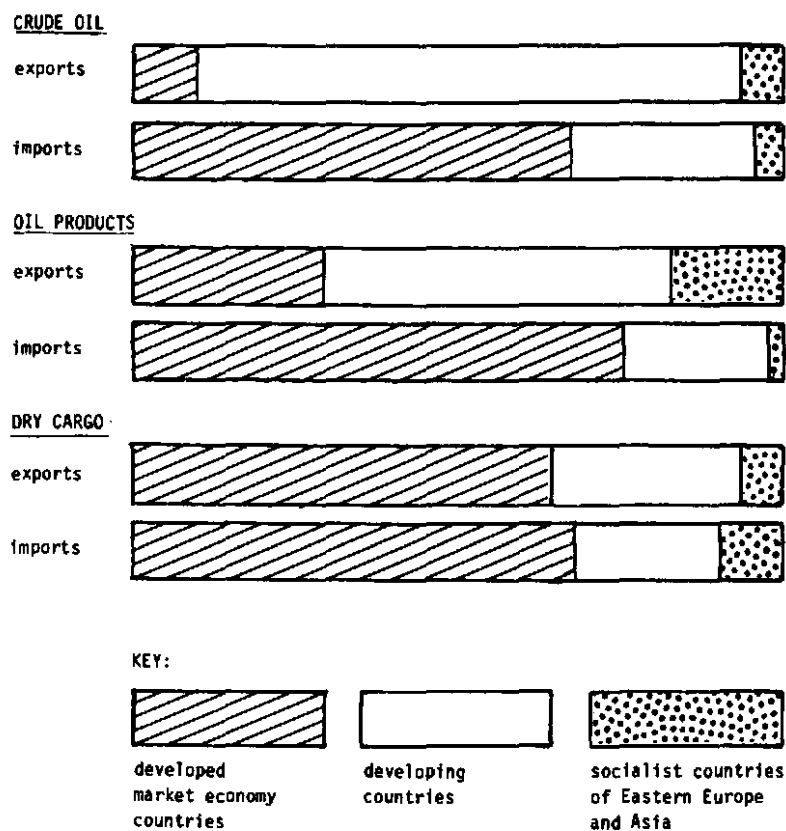 CRUDE OIL
exports
imports
OIL PRODUCTS
exports
imports
DRY CARGO
exports
imports
KEY:
developed
market economy
countries
developing
countries
socialist countries
of Eastern Europe
and Asia